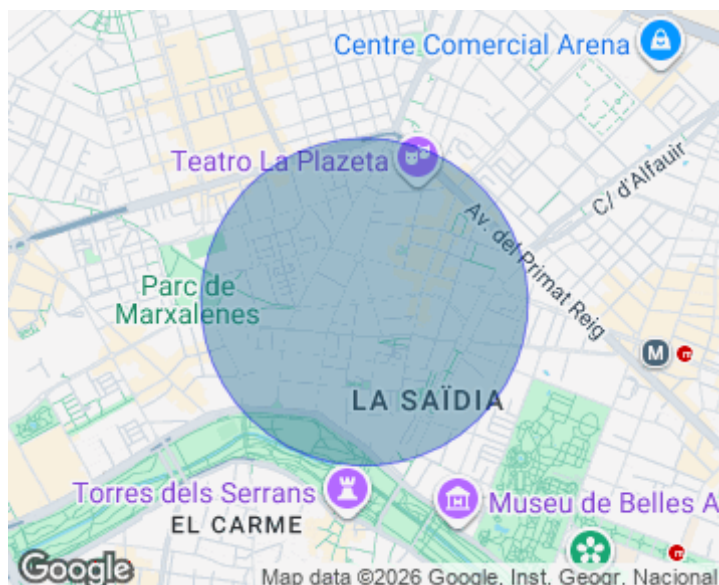 Centre Comercial Arena
Teatro La Plazeta
C/ d'Alfauir
Av. del Primat Reig
Parc de
Marxalenes
M
LA SAÏDIA
Torres dels Serrans
Museu de Belles A
EL CARME
Google
Map data ©2026 Google, Inst. Geogr. Nacional